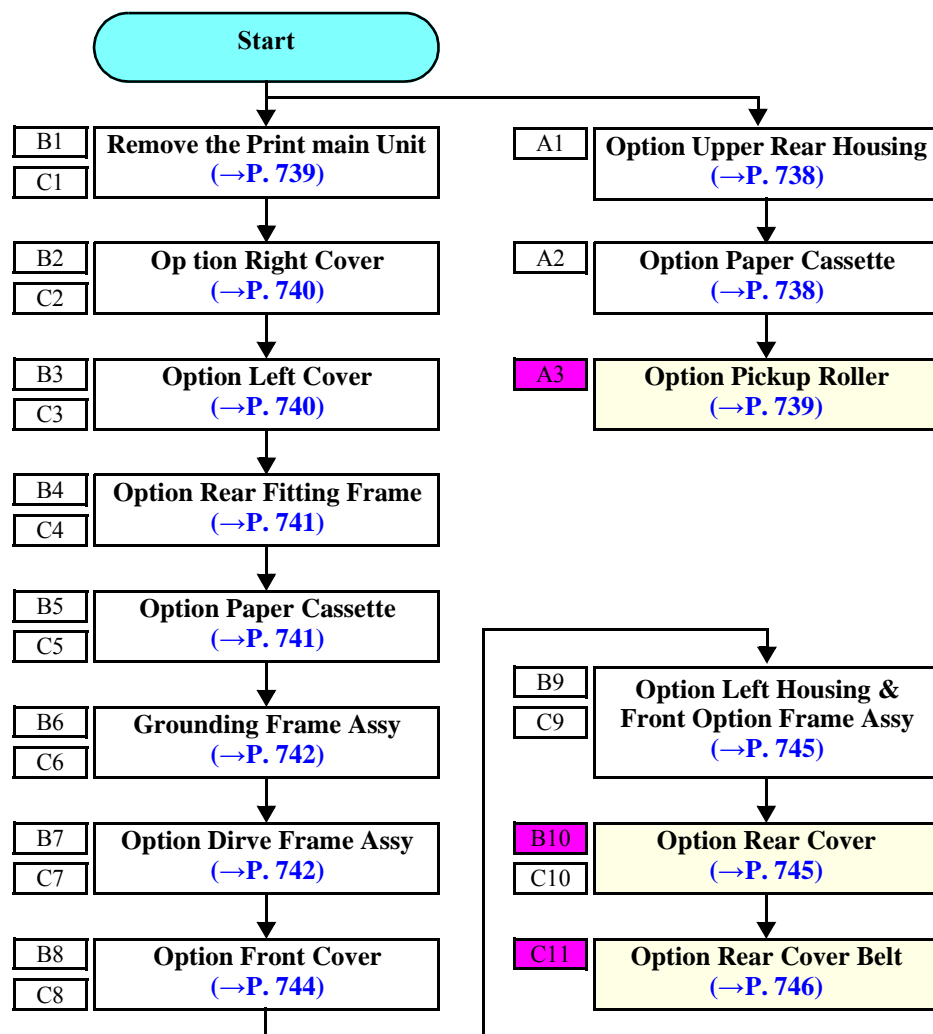 Start
B1
C1
Remove the Print main Unit
(→P. 739)
B2
C2
Op tion Right Cover
(→P. 740)
B3
C3
Option Left Cover
(→P. 740)
B4
C4
Option Rear Fitting Frame
(→P. 741)
B5
C5
Option Paper Cassette
(→P. 741)
B6
C6
Grounding Frame Assy
(→P. 742)
B7
C7
Option Dirve Frame Assy
(→P. 742)
B8
C8
Option Front Cover
(→P. 744)
A1
Option Upper Rear Housing
(→P. 738)
A2
Option Paper Cassette
(→P. 738)
A3
Option Pickup Roller
(→P. 739)
B9
C9
Option Left Housing &
Front Option Frame Assy
(→P. 745)
B10
C10
Option Rear Cover
(→P. 745)
C11
Option Rear Cover Belt
(→P. 746)